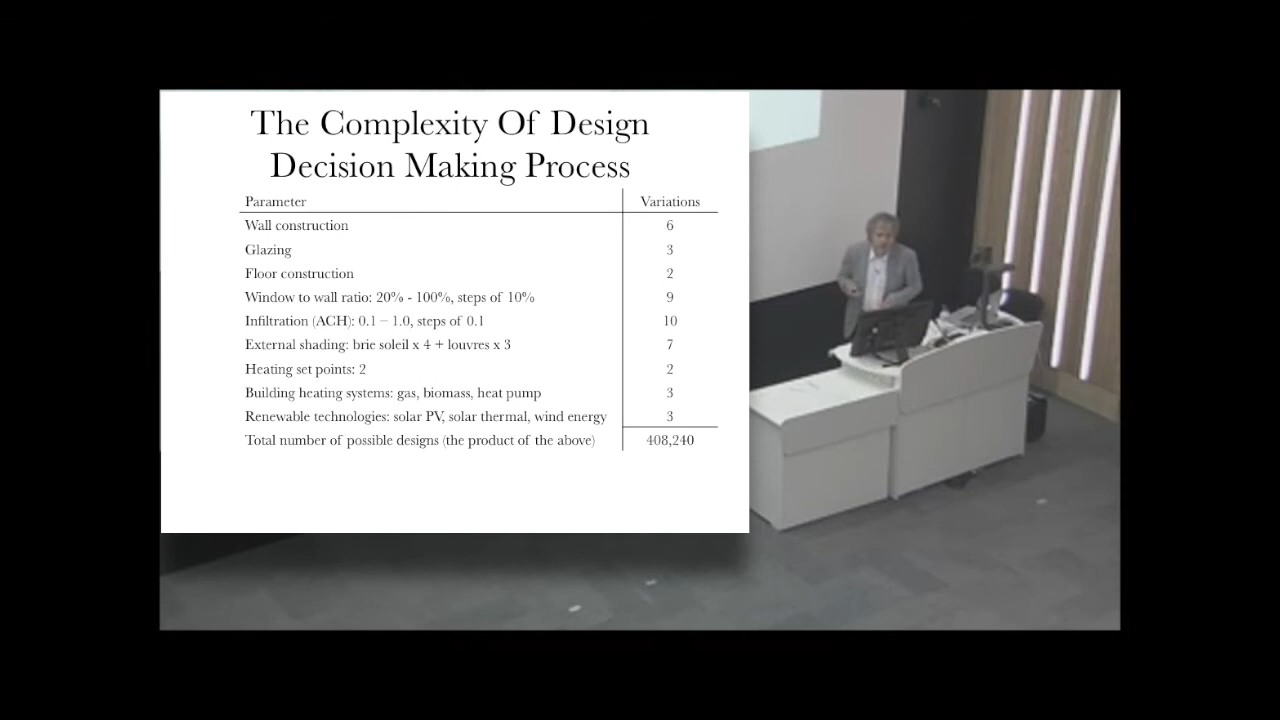 The Complexity Of Design
Decision Making Process
Parameter Variations
Wall construction 6
Glazing 3
Floor construction 2
Window to wall ratio: 20% - 100%, steps of 10% 9
Infiltration (ACH): 0.1 – 1.0, steps of 0.1 10
External shading: brie soleil x 4 + louvres x 3 7
Heating set points: 2 2
Building heating systems: gas, biomass, heat pump 3
Renewable technologies: solar PV, solar thermal, wind energy 3
Total number of possible designs (the product of the above) 408,240